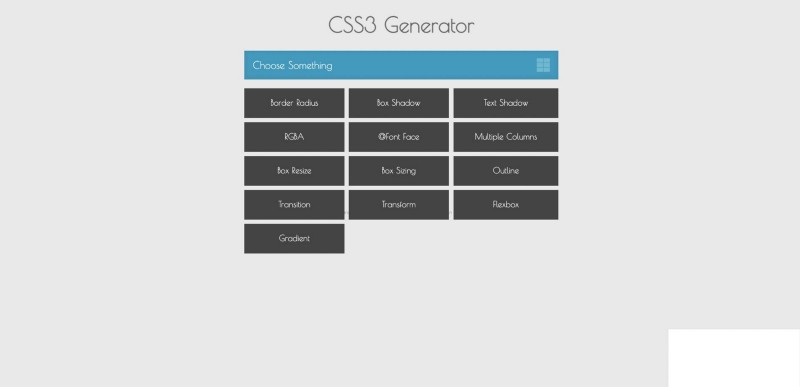 CSS3 Generator
Choose Something
Border Radius
Box Shadow
Text Shadow
RGBA
@Font Face
Multiple Columns
Box Resize
Box Sizing
Outline
Transition
Transform
Flexbox
Gradient